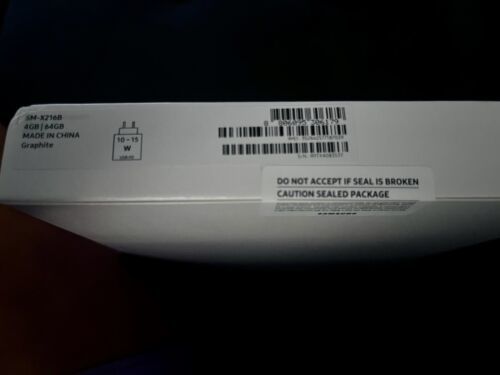 SM-X216B
4GB | 64GB
MADE IN CHINA
Graphite
10 - 15
W
DO NOT ACCEPT IF SEAL IS BROKEN
CAUTION SEALED PACKAGE
SAMSUNG